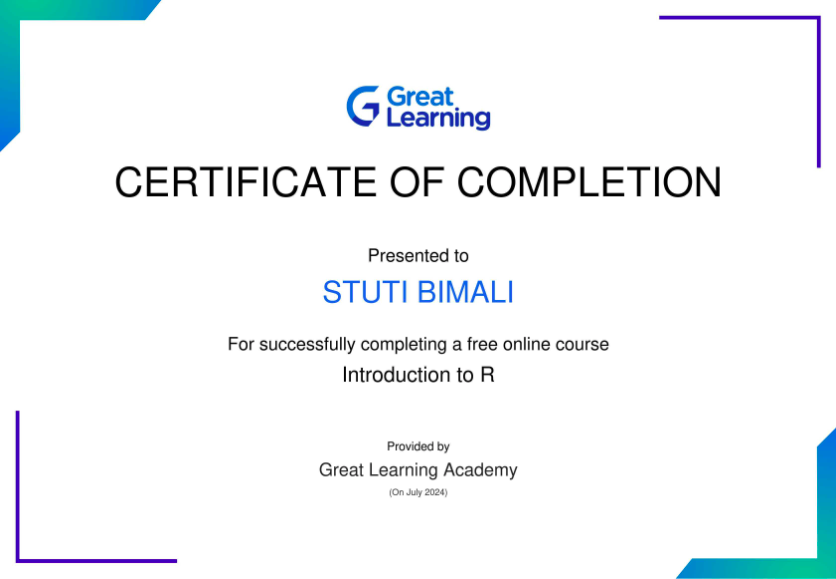 Great
Learning
CERTIFICATE OF COMPLETION
Presented to
STUTI BIMALI
For successfully completing a free online course
Introduction to R
Provided by
Great Learning Academy
(On July 2024)